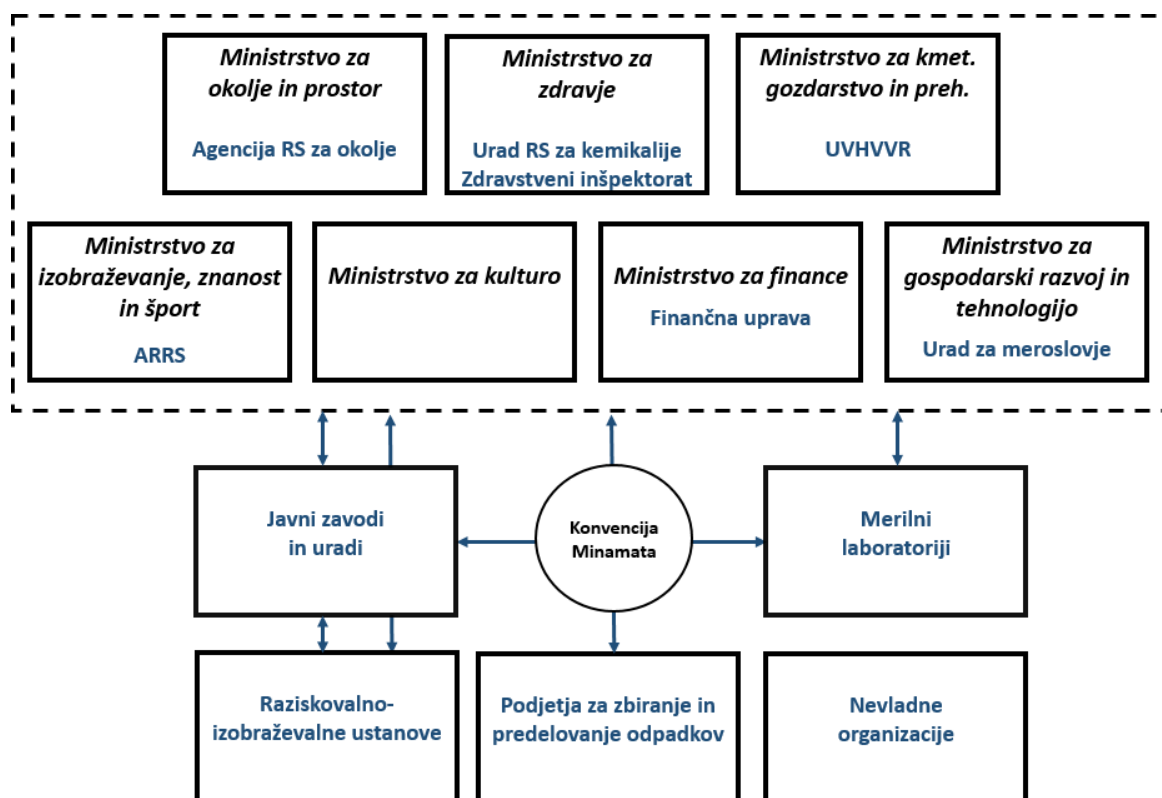 Ministrstvo za
okolje in prostor
Agencija RS za okolje
Ministrstvo za
zdravje
Urad RS za kemikalije
Zdravstveni inšpektorat
Ministrstvo za kmet.
gozdarstvo in preh.
UVHVVR
Ministrstvo za
izobraževanje, znanost
in šport
ARRS
Ministrstvo za kulturo
Ministrstvo za finance
Finančna uprava
Ministrstvo za
gospodarski razvoj in
tehnologijo
Urad za meroslovje
Javni zavodi
in uradi
Konvencija
Minamata
Merilni
laboratoriji
Raziskovalno-
izobraževalne ustanove
Podjetja za zbiranje in
predelovanje odpadkov
Nevladne
organizacije